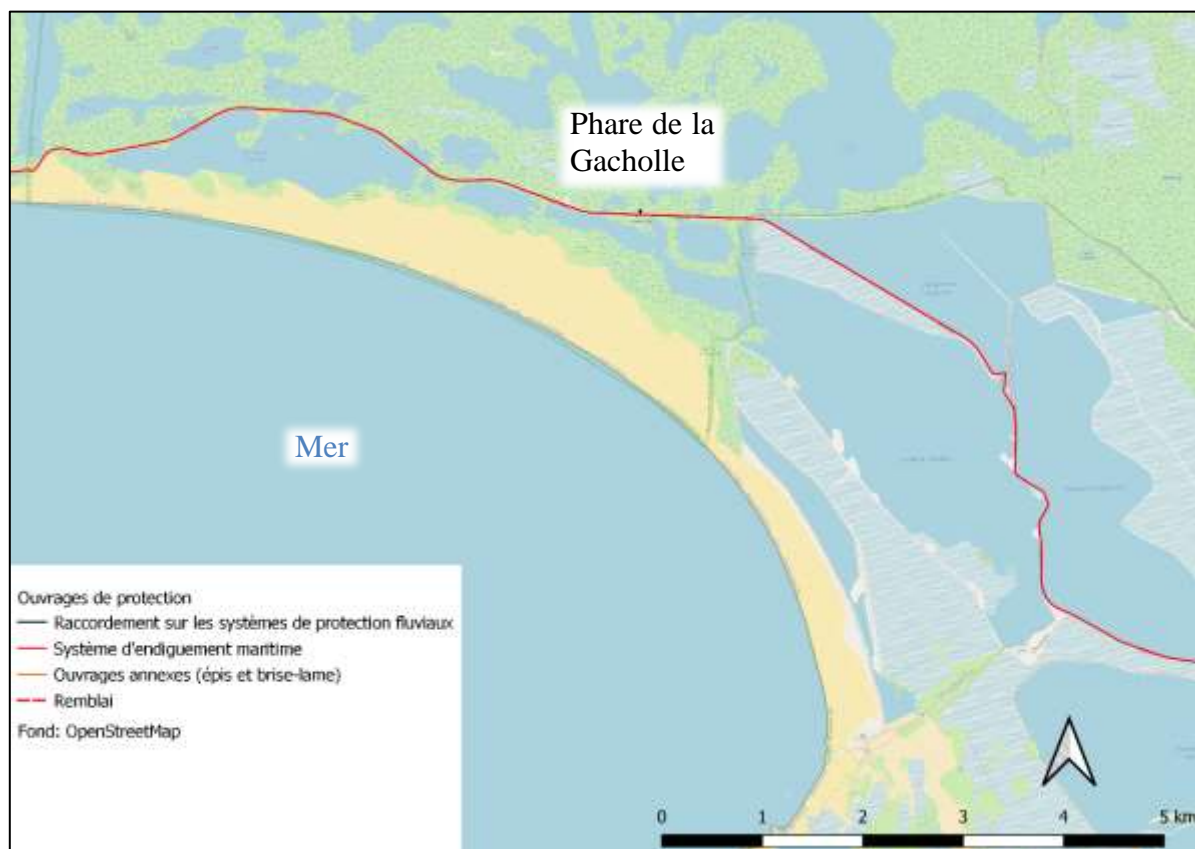 Phare de la
Gacholle
Mer
Ouvrages de protection
Raccordement sur les systèmes de protection fluviaux
Système d'endiguement maritime
Ouvrages annexes (épis et brise-lame)
Remblai
Fond: OpenStreetMap
0 1 2 3 4 5 km